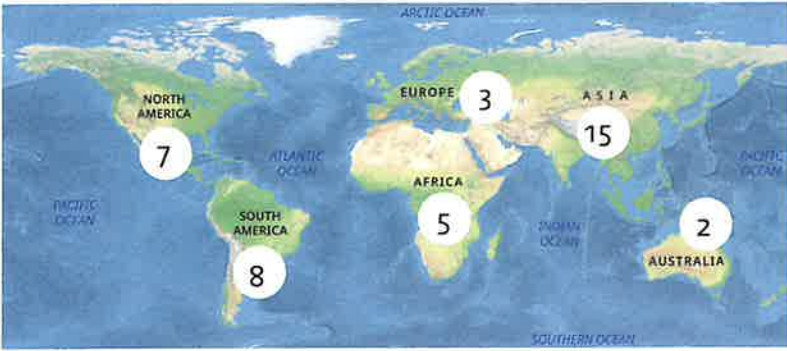 ARCTIC OCEAN
NORTH
AMERICA
7
EUROPE
3
ASIA
15
ATLANTIC
OCEAN
PACIFIC
OCEAN
AFRICA
5
PACIFIC
OCEAN
SOUTH
AMERICA
8
INDIAN
OCEAN
2
AUSTRALIA
SOUTHERN OCEAN